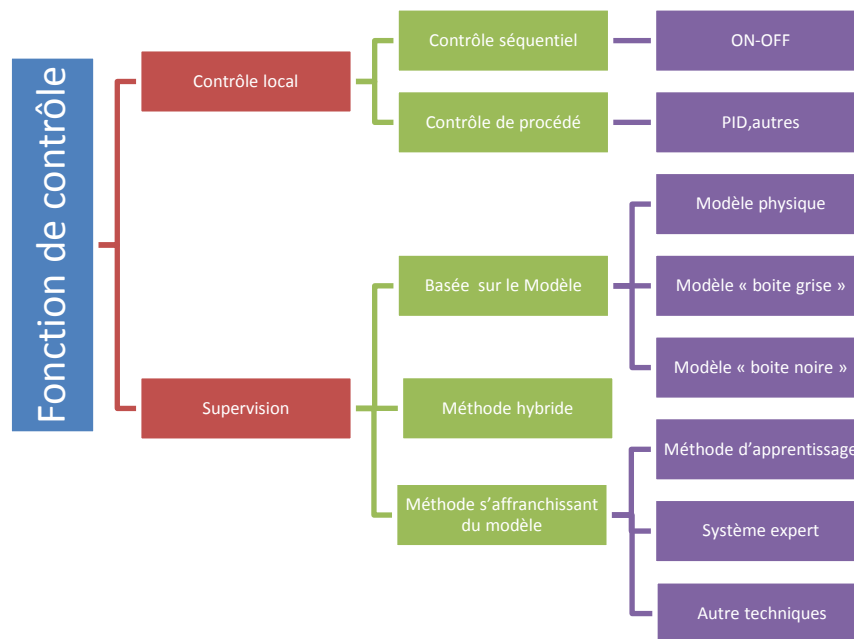 Fonction de contrôle
Contrôle local
Contrôle séquentiel
ON-OFF
Contrôle de procédé
PID,autres
Supervision
Basée sur le Modèle
Modèle physique
Modèle « boite grise »
Modèle « boite noire »
Méthode hybride
Méthode s’affranchissant
du modèle
Méthode d’apprentissage
Système expert
Autre techniques